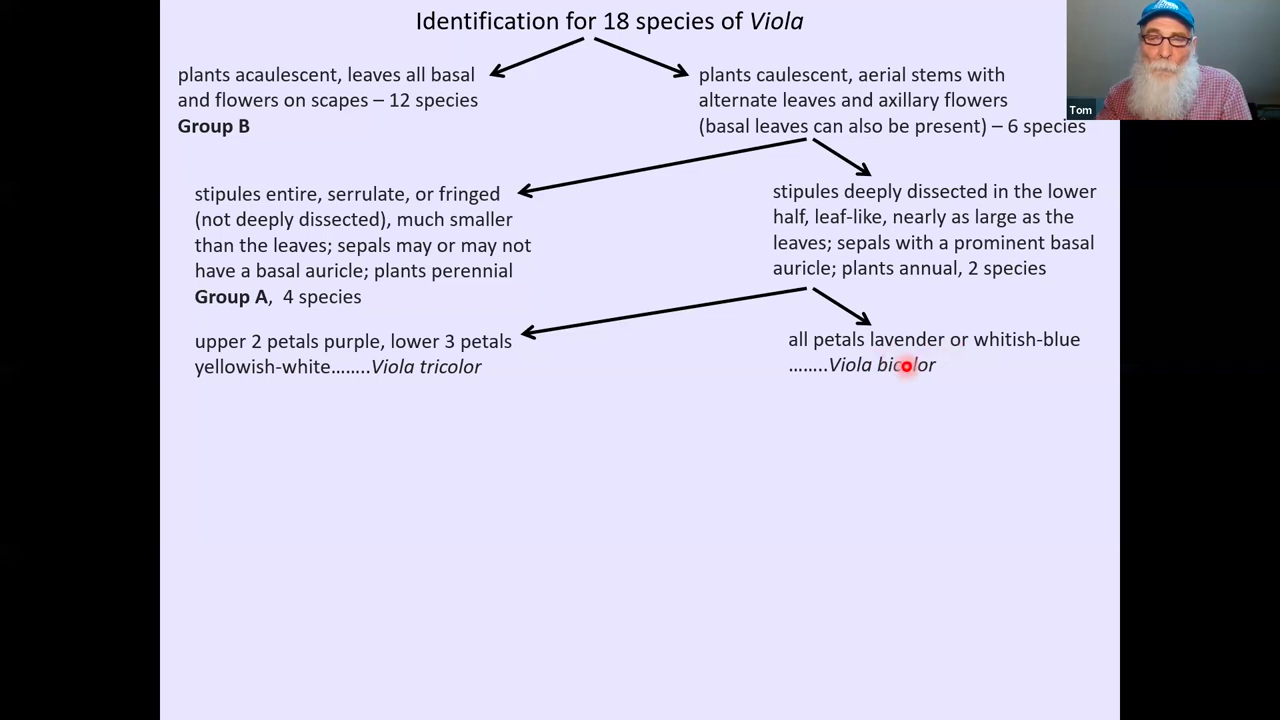 Identification for 18 species of Viola
plants acaulescent, leaves all basal
and flowers on scapes – 12 species
Group B
plants caulescent, aerial stems with
alternate leaves and axillary flowers
(basal leaves can also be present) – 6 species
Tom
stipules entire, serrulate, or fringed
(not deeply dissected), much smaller
than the leaves; sepals may or may not
have a basal auricle; plants perennial
Group A,  4 species
stipules deeply dissected in the lower
half, leaf-like, nearly as large as the
leaves; sepals with a prominent basal
auricle; plants annual, 2 species
upper 2 petals purple, lower 3 petals
yellowish-white……..Viola tricolor
all petals lavender or whitish-blue
……..Viola bicolor